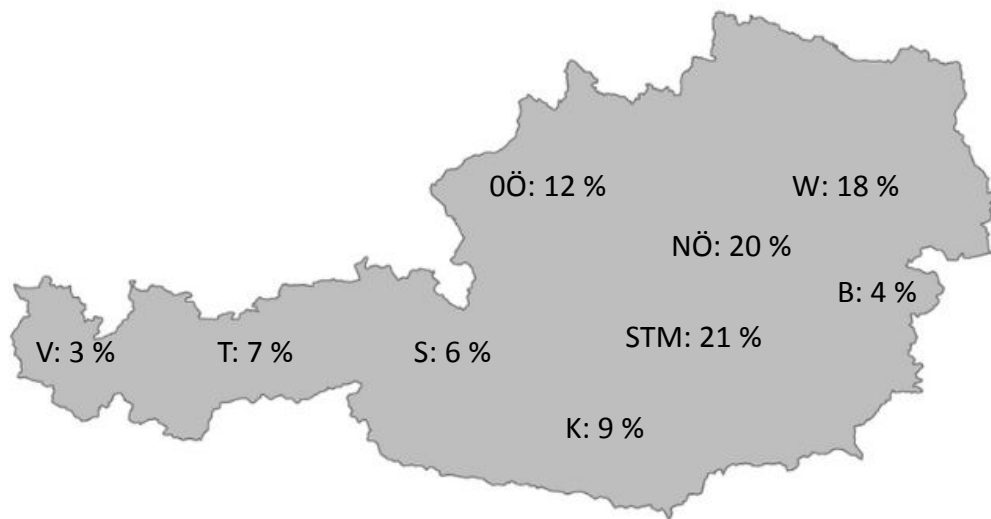 0Ö: 12 %
W: 18 %
NÖ: 20 %
B: 4 %
STM: 21 %
V: 3 %
T: 7 %
S: 6 %
K: 9 %